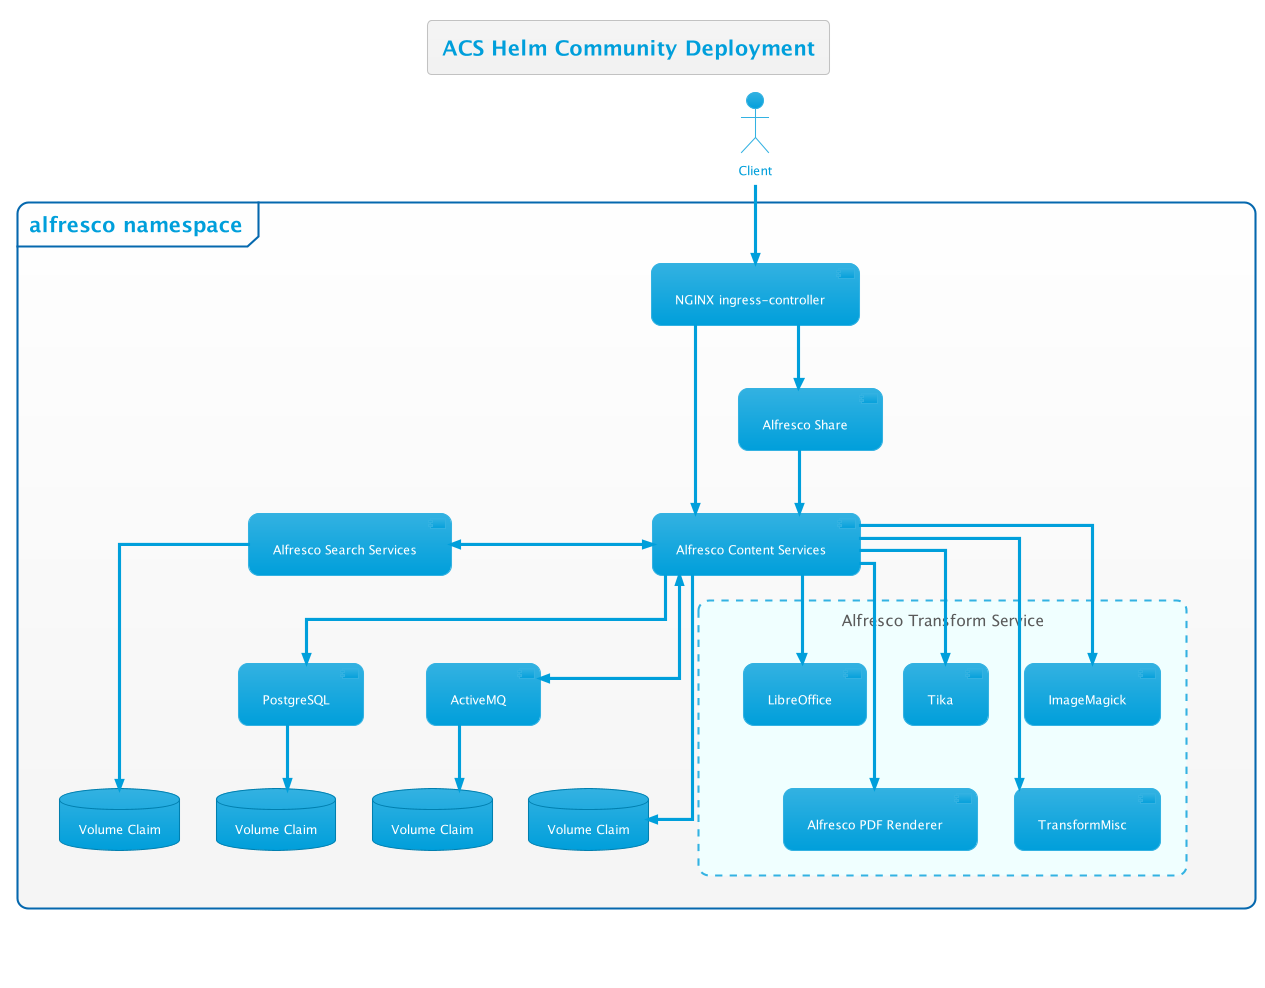 ACS Helm Community Deployment
Client
alfresco namespace
NGINX ingress-controller
Alfresco Share
Alfresco Search Services
Alfresco Content Services
Alfresco Transform Service
PostgreSQL
ActiveMQ
LibreOffice
Tika
ImageMagick
Volume Claim
Volume Claim
Volume Claim
Volume Claim
Alfresco PDF Renderer
TransformMisc